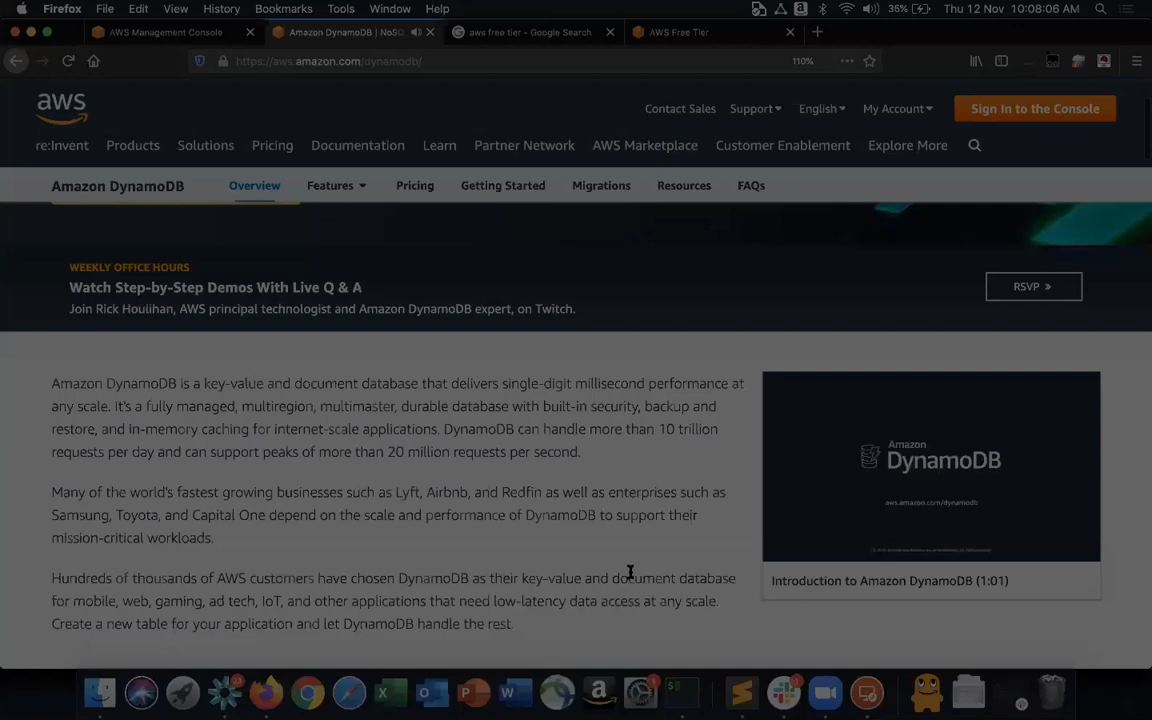 Firefox File Edit View History Bookmarks Tools Window Help 35% Thu 12 Nov 10:08:06 AM
AWS Management Console
Amazon DynamoDB | NoSQ
aws free tier - Google Search
AWS Free Tier
https://aws.amazon.com/dynamodb/ 110%
aws
Contact Sales Support English My Account Sign In to the Console
re:Invent Products Solutions Pricing Documentation Learn Partner Network AWS Marketplace Customer Enablement Explore More
Amazon DynamoDB Overview Features Pricing Getting Started Migrations Resources FAQs
WEEKLY OFFICE HOURS
Watch Step-by-Step Demos With Live Q & A
Join Rick Houlihan, AWS principal technologist and Amazon DynamoDB expert, on Twitch.
RSVP »
Amazon DynamoDB is a key-value and document database that delivers single-digit millisecond performance at
any scale. It's a fully managed, multiregion, multimaster, durable database with built-in security, backup and
restore, and in-memory caching for internet-scale applications. DynamoDB can handle more than 10 trillion
requests per day and can support peaks of more than 20 million requests per second.
Many of the world's fastest growing businesses such as Lyft, Airbnb, and Redfin as well as enterprises such as
Samsung, Toyota, and Capital One depend on the scale and performance of DynamoDB to support their
mission-critical workloads.
Hundreds of thousands of AWS customers have chosen DynamoDB as their key-value and document database
for mobile, web, gaming, ad tech, IoT, and other applications that need low-latency data access at any scale.
Create a new table for your application and let DynamoDB handle the rest.
Amazon
DynamoDB
aws.amazon.com/dynamodb
Introduction to Amazon DynamoDB (1:01)